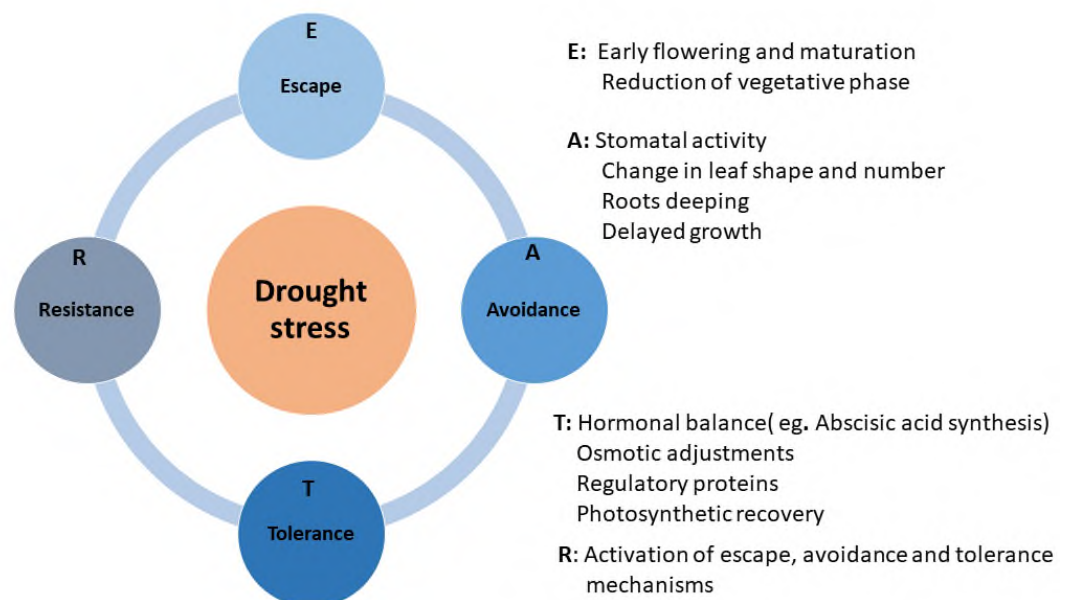 E
Escape
E: Early flowering and maturation
Reduction of vegetative phase
A: Stomatal activity
Change in leaf shape and number
Roots deeping
Delayed growth
R
Resistance
Drought
stress
A
Avoidance
T
Tolerance
T: Hormonal balance( eg. Abscisic acid synthesis)
Osmotic adjustments
Regulatory proteins
Photosynthetic recovery
R: Activation of escape, avoidance and tolerance
mechanisms